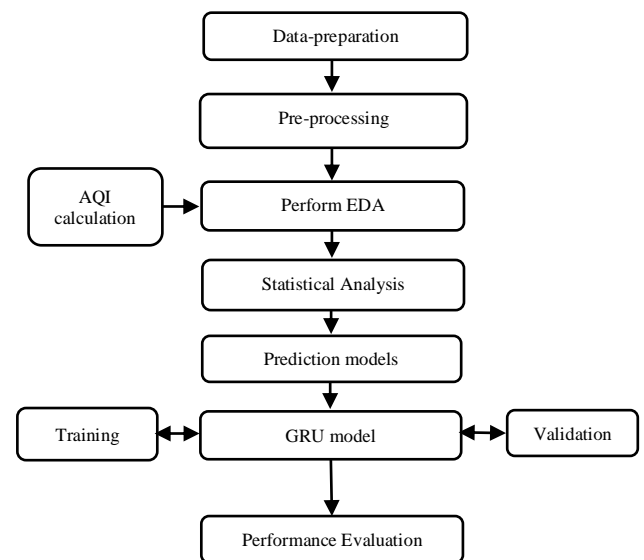 Data-preparation
Pre-processing
AQI
calculation
Perform EDA
Statistical Analysis
Prediction models
Training
GRU model
Validation
Performance Evaluation